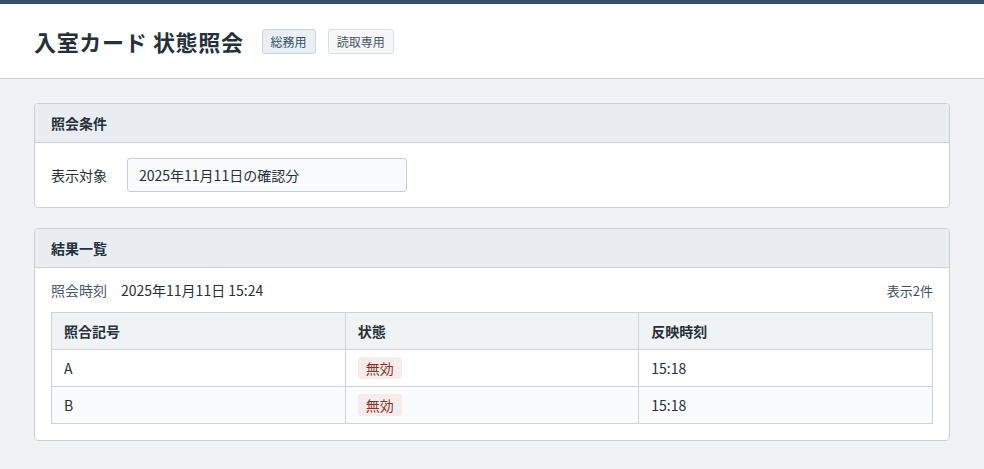 入室カード 状態照会 総務用 読取専用
照会条件
表示対象 2025年11月11日の確認分
結果一覧
照会時刻 2025年11月11日 15:24 表示2件
照合記号 状態 反映時刻
A 無効 15:18
B 無効 15:18